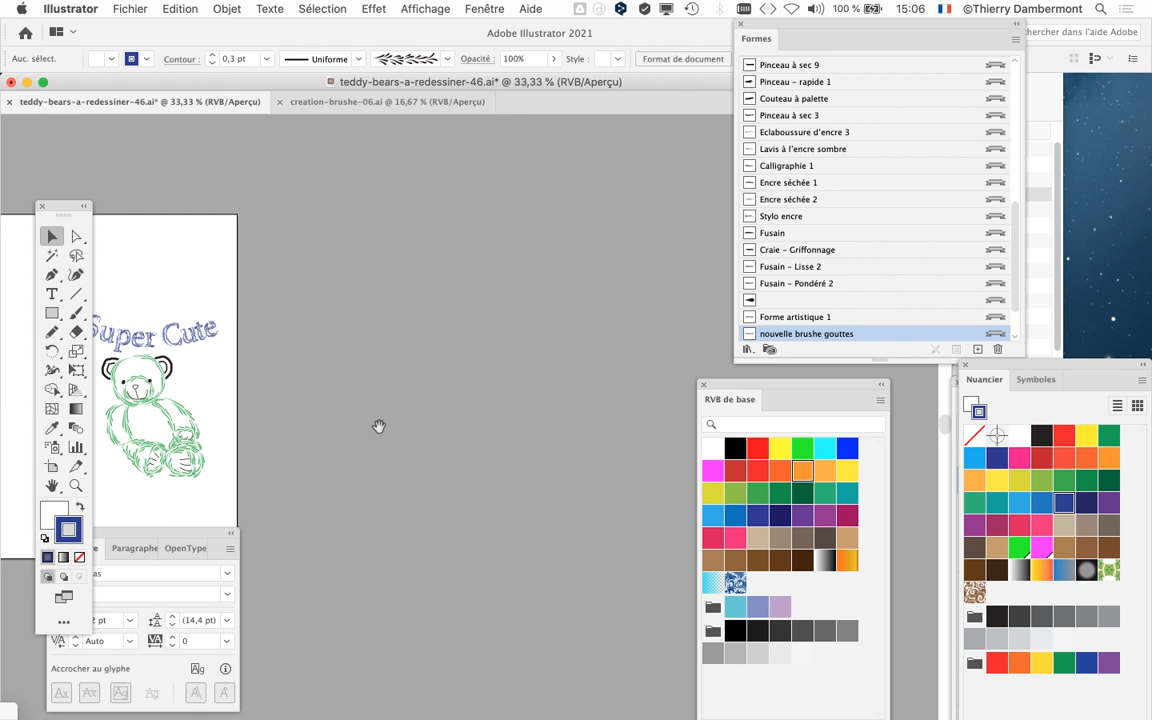 Illustrator Fichier Edition Objet Texte Sélection Effet Affichage Fenêtre Aide 100 % 15:06 ©Thierry Dambermont
Adobe Illustrator 2021
chercher dans l'aide Adobe
Auc. sélect. Contour : 0,3 pt Uniforme Opacité : 100% Style : Format de document
teddy-bears-a-redessiner-46.ai* @ 33,33 % (RVB/Aperçu)
teddy-bears-a-redessiner-46.ai* @ 33,33 % (RVB/Aperçu)
creation-brushe-06.ai @ 16,67 % (RVB/Aperçu)
Formes
Pinceau à sec 9
Pinceau - rapide 1
Couteau à palette
Pinceau à sec 3
Eclaboussure d'encre 3
Lavis à l'encre sombre
Calligraphie 1
Encre séchée 1
Encre séchée 2
Stylo encre
Fusain
Craie - Griffonnage
Fusain - Lisse 2
Fusain - Pondéré 2
Forme artistique 1
nouvelle brushe gouttes
Super Cute
RVB de base
Nuancier Symboles
Paragraphe OpenType
(14,4 pt)
Auto 0
Accrocher au glyphe